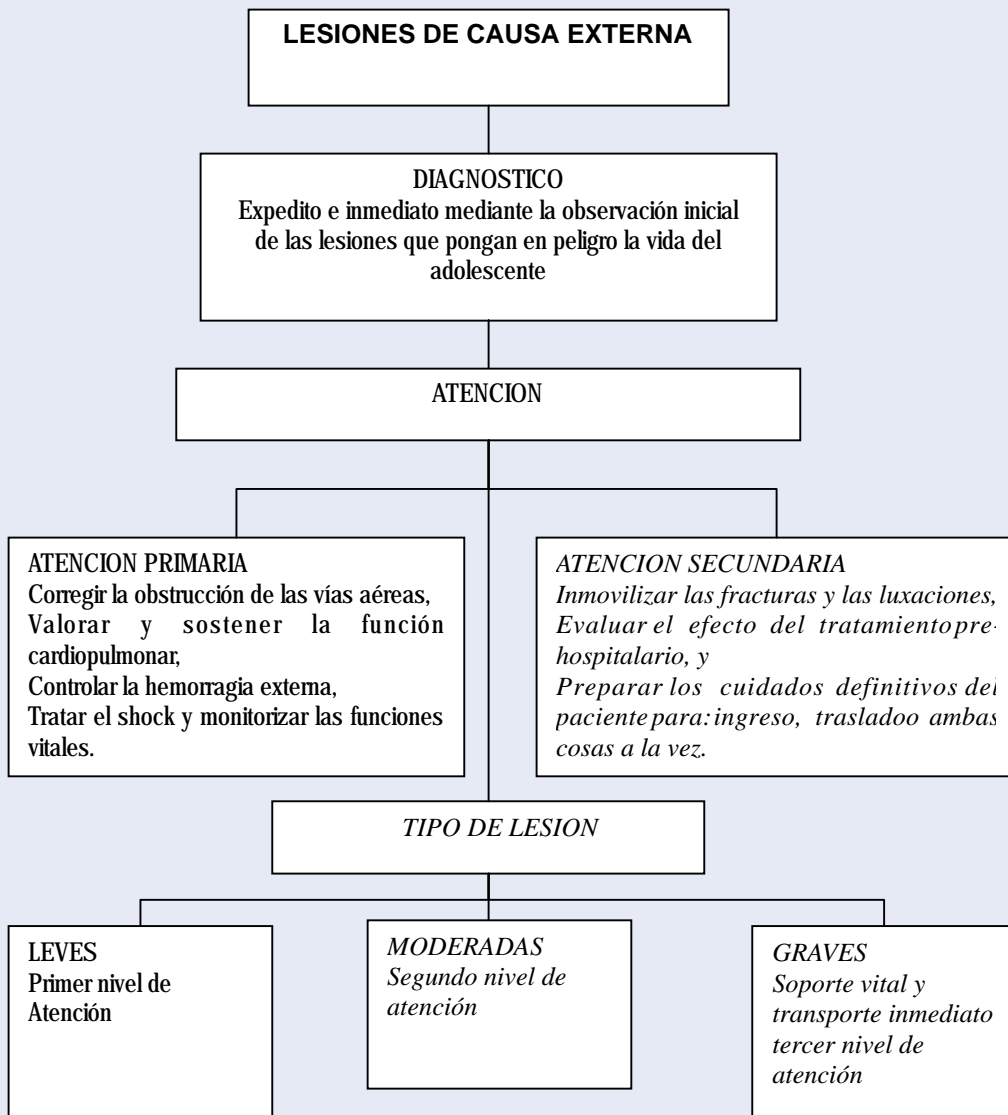 LESIONES DE CAUSA EXTERNA
DIAGNOSTICO
Expedito e inmediato mediante la observación inicial
de las lesiones que pongan en peligro la vida del
adolescente
ATENCION
ATENCION PRIMARIA
Corregir la obstrucción de las vías aéreas,
Valorar y sostener la función
cardiopulmonar,
Controlar la hemorragia externa,
Tratar el shock y monitorizar las funciones
vitales.
ATENCION SECUNDARIA
Inmovilizar las fracturas y las luxaciones,
Evaluar el efecto del tratamiento pre-
hospitalario, y
Preparar los cuidados definitivos del
paciente para: ingreso, traslado o ambas
cosas a la vez.
TIPO DE LESION
LEVES
Primer nivel de
Atención
MODERADAS
Segundo nivel de
atención
GRAVES
Soporte vital y
transporte inmediato
tercer nivel de
atención